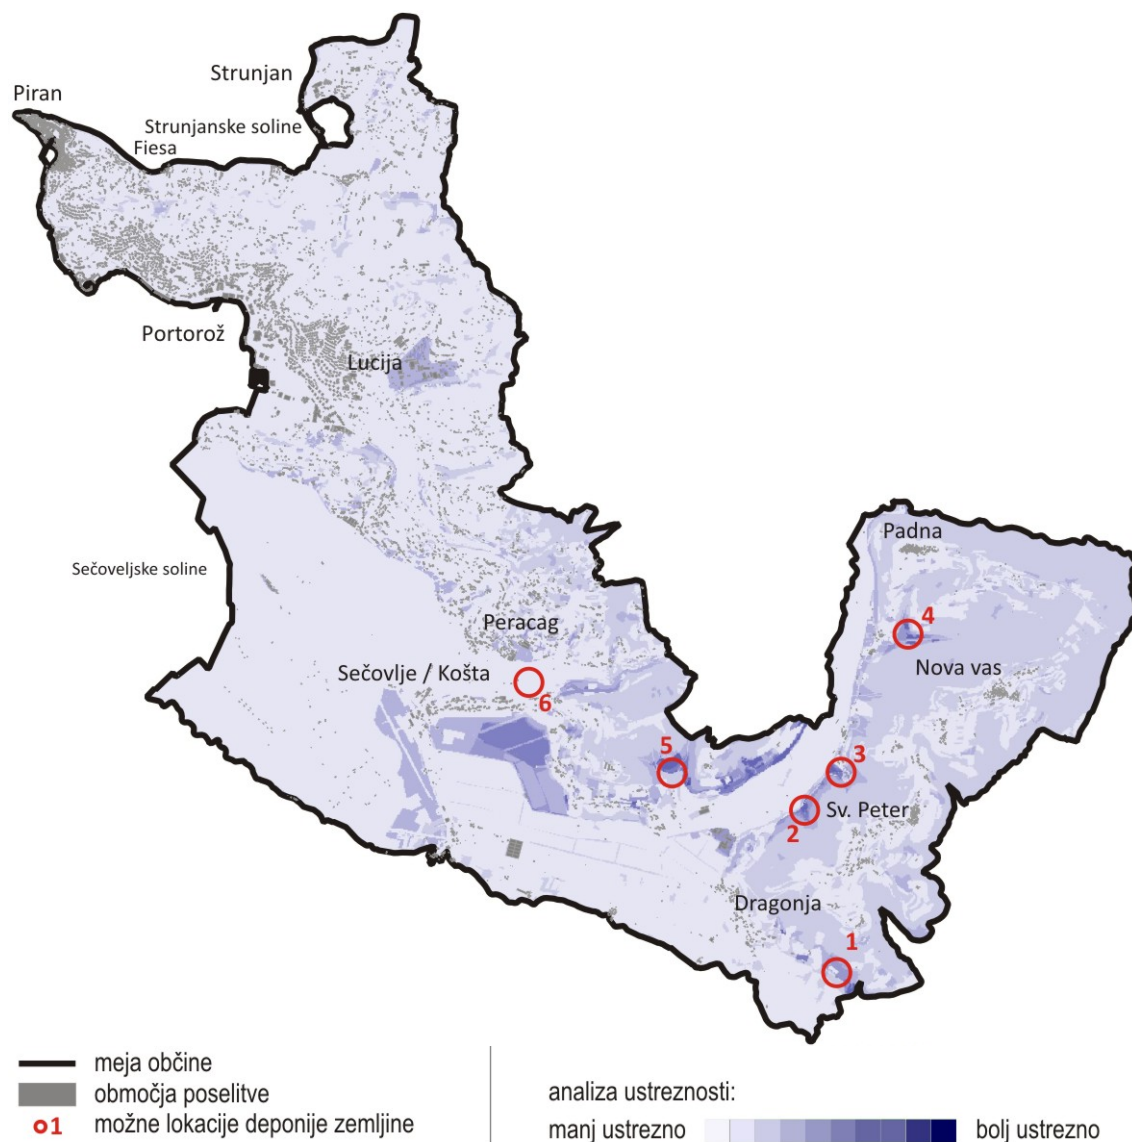 Strunjan
Piran
Strunjanske soline
Fiesa
Portorož
Lucija
Padna
Sečoveljske soline
Peracag
4
Nova vas
Sečovlje / Košta
6
5
3
2
Sv. Peter
Dragonja
1
meja občine
območja poselitve
1 možne lokacije deponije zemljine
analiza ustreznosti:
manj ustrezno bolj ustrezno